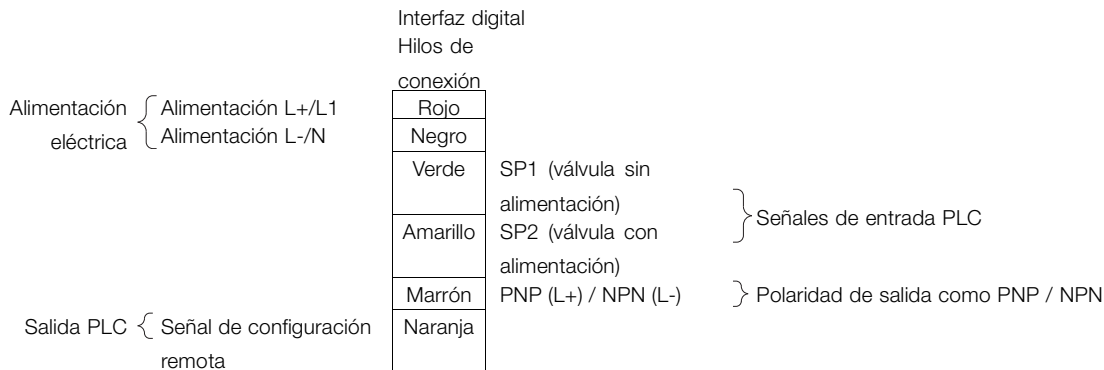 Interfaz digital
Hilos de
conexión
Alimentación
eléctrica
Alimentación L+/L1
Alimentación L-/N
Rojo
Negro
Verde
SP1 (válvula sin
alimentación)
Amarillo
SP2 (válvula con
alimentación)
Señales de entrada PLC
Marrón
PNP (L+) / NPN (L-)
Polaridad de salida como PNP / NPN
Salida PLC
Señal de configuración
remota
Naranja